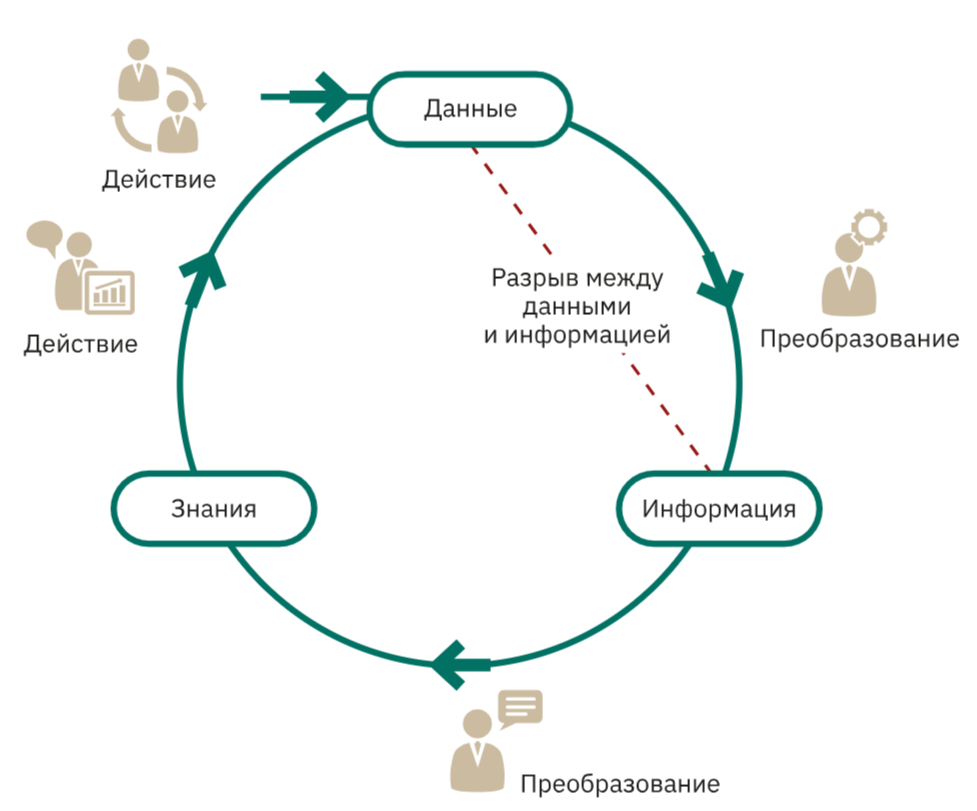 Данные
Действие
Разрыв между
данными
и информацией
Действие
Преобразование
Знания
Информация
Преобразование